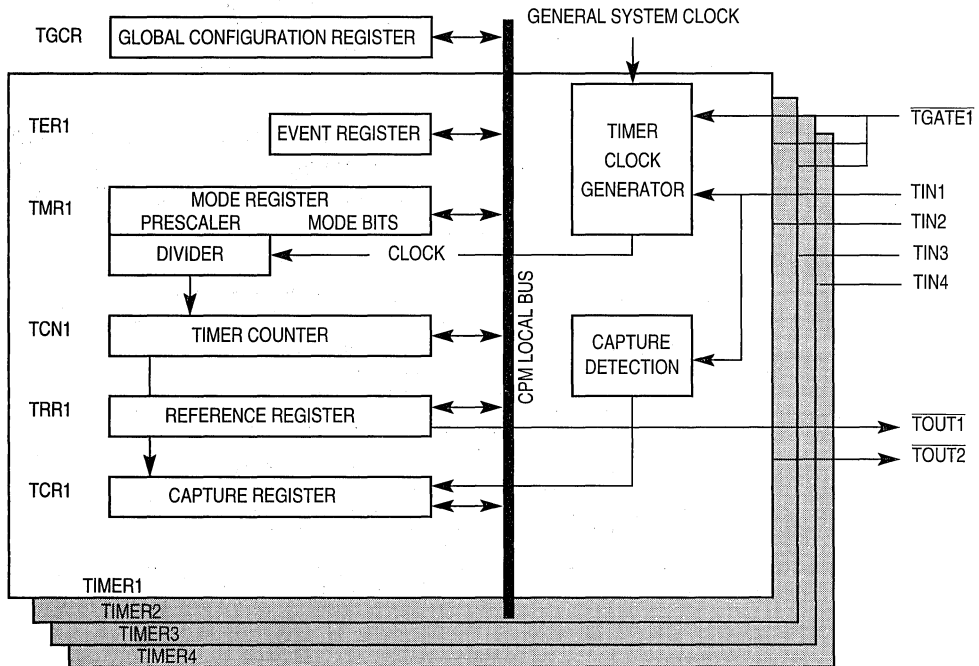 GENERAL SYSTEM CLOCK
TGCR
GLOBAL CONFIGURATION REGISTER
TER1
EVENT REGISTER
TIMER
CLOCK
GENERATOR
TGATE1
TMR1
MODE REGISTER
PRESCALER MODE BITS
DIVIDER
CLOCK
TIN1
TIN2
TIN3
TIN4
CPM LOCAL BUS
TCN1
TIMER COUNTER
CAPTURE
DETECTION
TRR1
REFERENCE REGISTER
TOUT1
TOUT2
TCR1
CAPTURE REGISTER
TIMER1
TIMER2
TIMER3
TIMER4